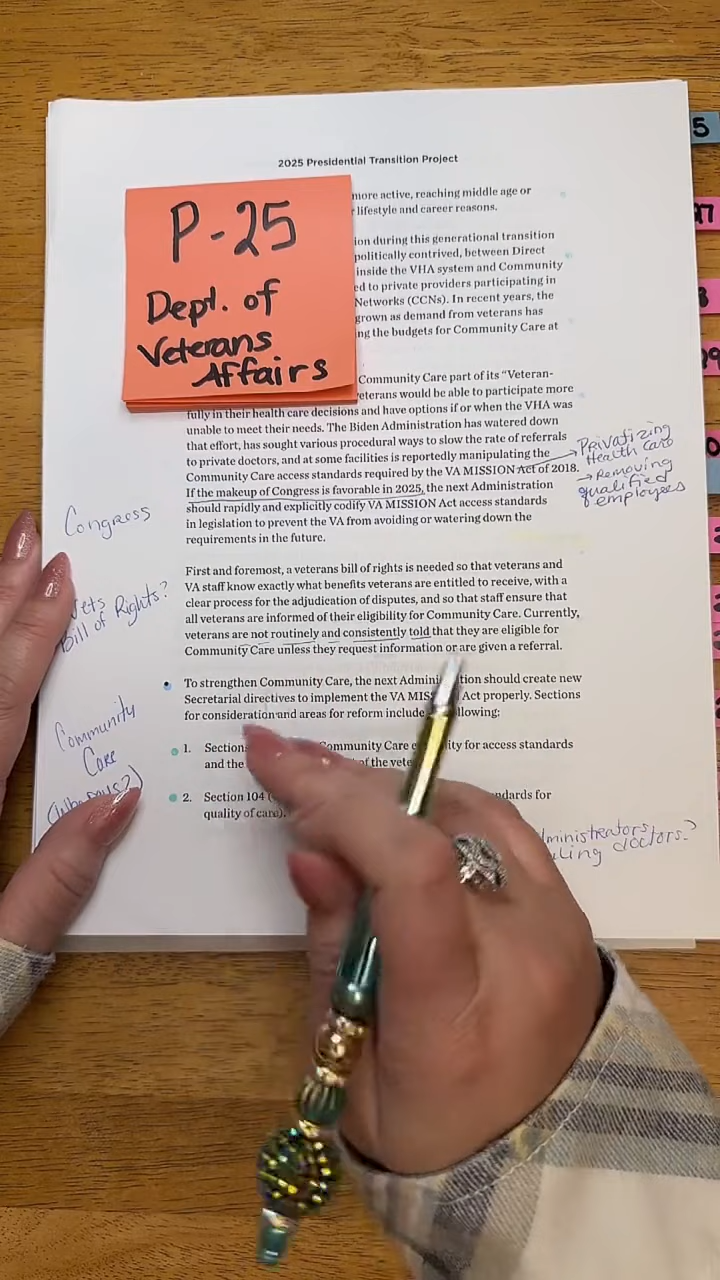 2025 Presidential Transition Project
P-25
Dept. of
Veterans
Affairs
more active, reaching middle age or
lifestyle and career reasons.
ion during this generational transition
politically contrived, between Direct
inside the VHA system and Community
ed to private providers participating in
Networks (CCNs). In recent years, the
grown as demand from veterans has
ng the budgets for Community Care at
Community Care part of its “Veteran-
eterans would be able to participate more
fully in their health care decisions and have options if or when the VHA was
unable to meet their needs. The Biden Administration has watered down
that effort, has sought various procedural ways to slow the rate of referrals
to private doctors, and at some facilities is reportedly manipulating the
Community Care access standards required by the VA MISSION Act of 2018.
If the makeup of Congress is favorable in 2025, the next Administration
should rapidly and explicitly codify VA MISSION Act access standards
in legislation to prevent the VA from avoiding or watering down the
requirements in the future.
→ Privatizing
Health Care
→ Removing
qualified
employees
Congress
First and foremost, a veterans bill of rights is needed so that veterans and
VA staff know exactly what benefits veterans are entitled to receive, with a
clear process for the adjudication of disputes, and so that staff ensure that
all veterans are informed of their eligibility for Community Care. Currently,
veterans are not routinely and consistently told that they are eligible for
Community Care unless they request information or are given a referral.
Vets
Bill of Rights?
To strengthen Community Care, the next Admini tion should create new
Secretarial directives to implement the VA MIS Act properly. Sections
for consideration and areas for reform include llowing:
Community
Care
1. Section Community Care e ity for access standards
and the of the vete
2. Section 104 ndards for
quality of care).
dministrators
doctors?
5